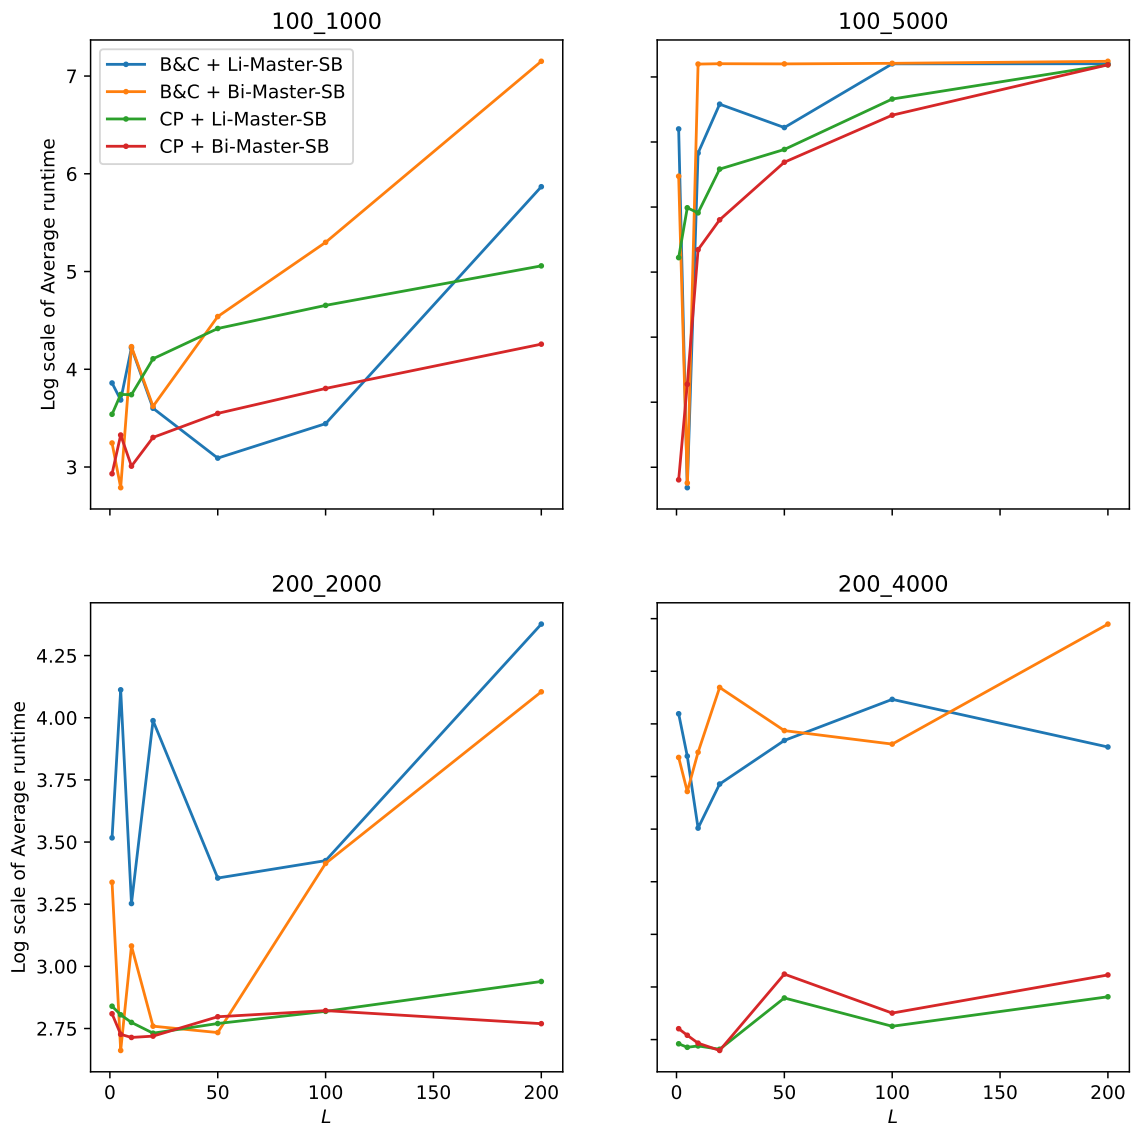 100_1000
7
6
5
4
3
Log scale of Average runtime
B&C + Li-Master-SB
B&C + Bi-Master-SB
CP + Li-Master-SB
CP + Bi-Master-SB
100_5000
200_2000
4.25
4.00
3.75
3.50
3.25
3.00
2.75
Log scale of Average runtime
0 50 100 150 200
L
200_4000
0 50 100 150 200
L